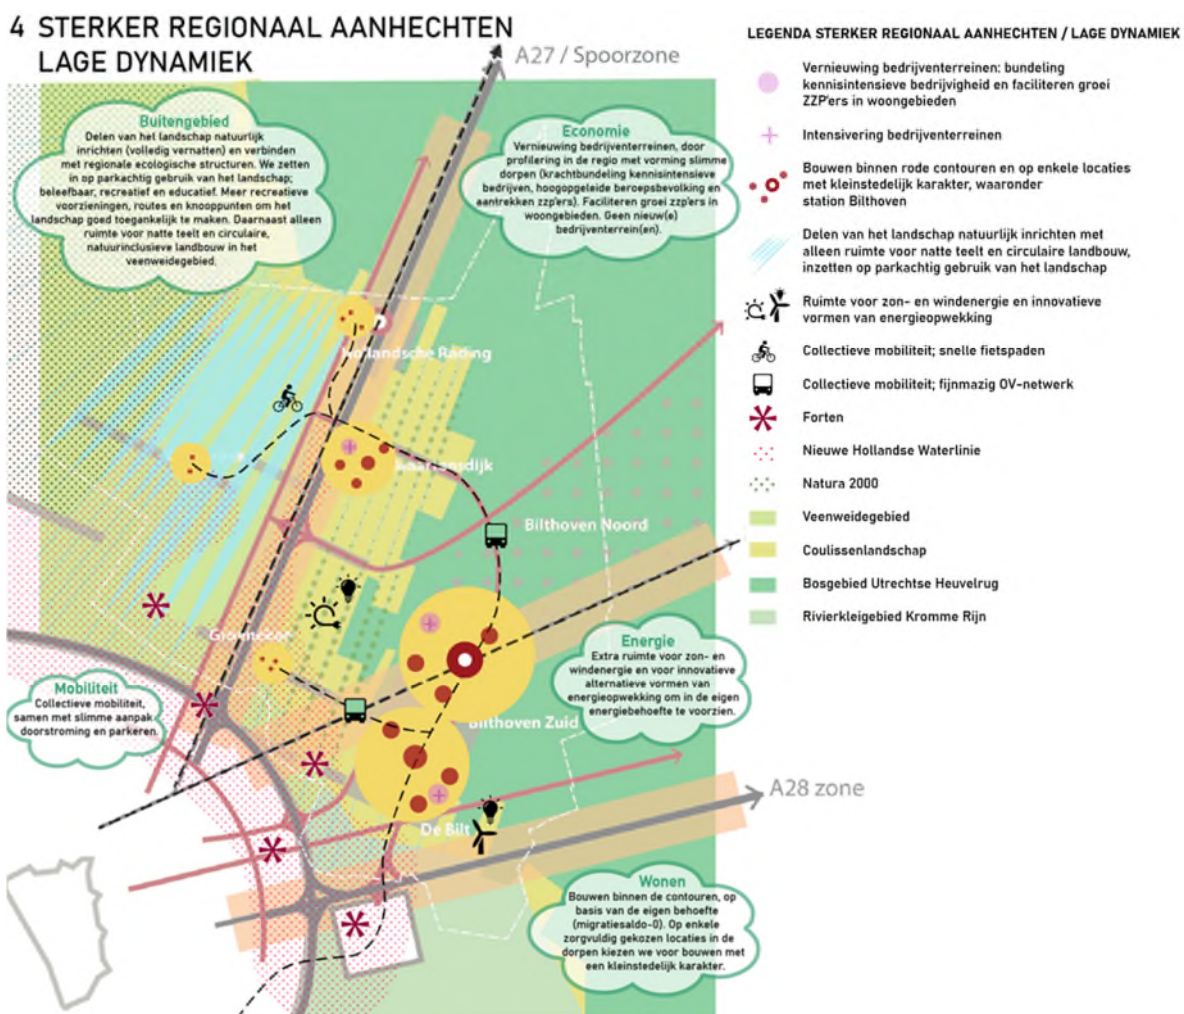 4 STERKER REGIONAAL AANHECHTEN
LAGE DYNAMIEK
A27 / Spoorzone
Buitengebied
Delen van het landschap natuurlijk
inrichten (volledig vernatten) en verbinden
met regionale ecologische structuren. We zetten
in op parkachtig gebruik van het landschap;
beleefbaar, recreatief en educatief. Meer recreatieve
voorzieningen, routes en knooppunten om het
landschap goed toegankelijk te maken. Daarnaast alleen
ruimte voor natte teelt en circulaire,
natuurinclusieve landbouw in het
veenweidegebied.
Economie
Vernieuwing bedrijventerreinen, door
profilering in de regio met vorming slimme
dorpen (krachtbundeling kennisintensieve
bedrijven, hoogopgeleide beroepsbevolking en
aantrekken zzp'ers). Faciliteren groei zzp'ers in
woongebieden. Geen nieuw(e)
bedrijventerrein(en).
Hollandsche Rading
Bilthoven Noord
Energie
Extra ruimte voor zon- en
windenergie en voor innovatieve
alternatieve vormen van
energieopwekking om in de eigen
energiebehoefte te voorzien.
Mobiliteit
Collectieve mobiliteit,
samen met slimme aanpak
doorstroming en parkeren.
Bilthoven Zuid
A28 zone
De Bilt
Wonen
Bouwen binnen de contouren, op
basis van de eigen behoefte
(migratiesaldo-0). Op enkele
zorgvuldig gekozen locaties in de
dorpen kiezen we voor bouwen met
een kleinstedelijk karakter.
LEGENDA STERKER REGIONAAL AANHECHTEN / LAGE DYNAMIEK
Vernieuwing bedrijventerreinen: bundeling
kennisintensieve bedrijvigheid en faciliteren groei
ZZP'ers in woongebieden
Intensivering bedrijventerreinen
Bouwen binnen rode contouren en op enkele locaties
met kleinstedelijk karakter, waaronder
station Bilthoven
Delen van het landschap natuurlijk inrichten met
alleen ruimte voor natte teelt en circulaire landbouw,
inzetten op parkachtig gebruik van het landschap
Ruimte voor zon- en windenergie en innovatieve
vormen van energieopwekking
Collectieve mobiliteit; snelle fietspaden
Collectieve mobiliteit; fijnmazig OV-netwerk
Forten
Nieuwe Hollandse Waterlinie
Natura 2000
Veenweidegebied
Coulissenlandschap
Bosgebied Utrechtse Heuvelrug
Rivierkleigebied Kromme Rijn